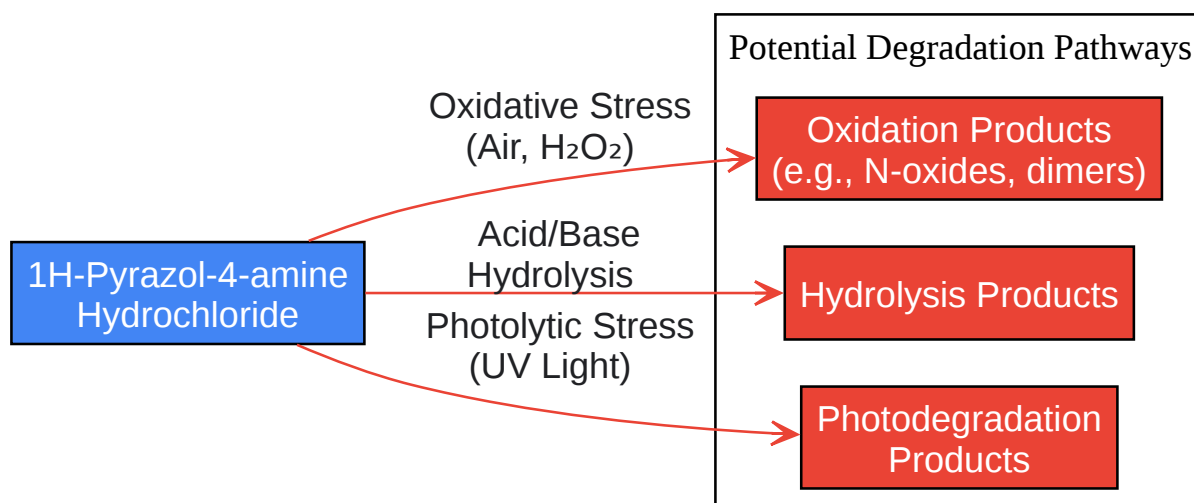 Potential Degradation Pathways
Oxidative Stress
(Air, H₂O₂)
Oxidation Products
(e.g., N-oxides, dimers)
1H-Pyrazol-4-amine
Hydrochloride
Acid/Base
Hydrolysis
Hydrolysis Products
Photolytic Stress
(UV Light)
Photodegradation
Products